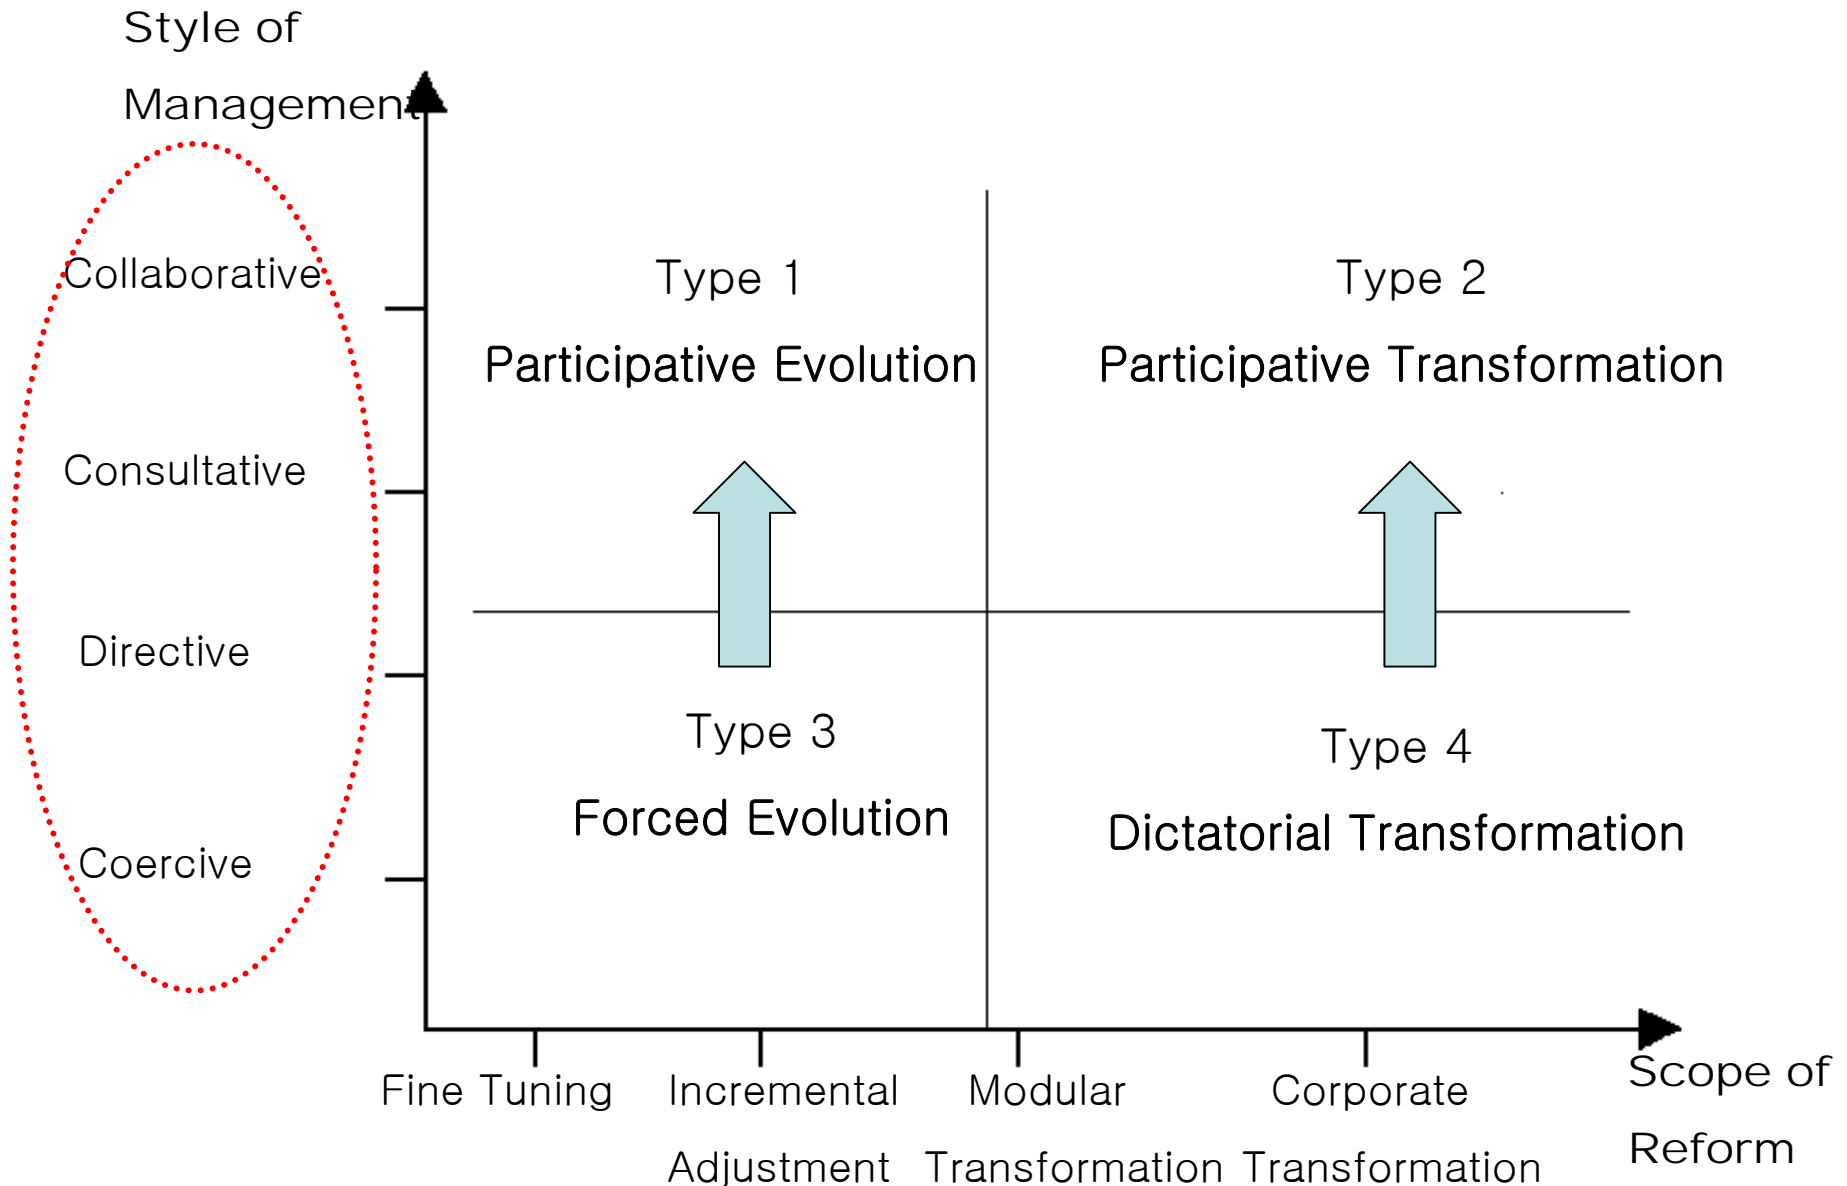 Style of
Management
Collaborative
Type 1
Type 2
Participative Evolution
Participative Transformation
Consultative
Directive
Type 3
Type 4
Forced Evolution
Dictatorial Transformation
Coercive
Fine Tuning
Incremental
Adjustment
Modular
Transformation
Corporate
Transformation
Scope of
Reform